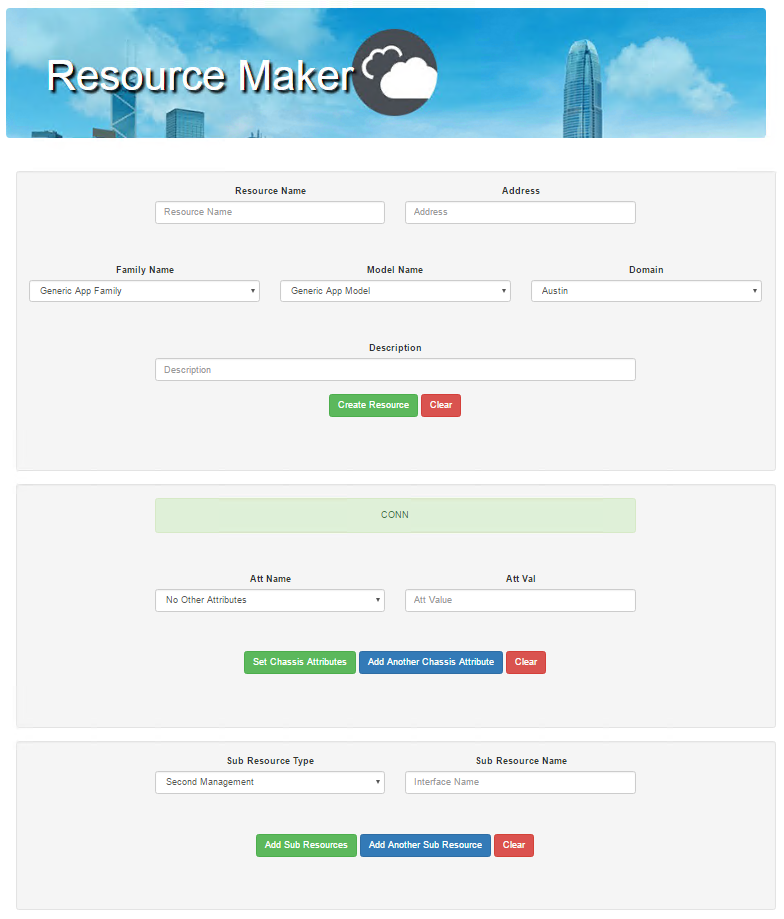 Resource Maker
Resource Name Address
Resource Name Address
Family Name Model Name Domain
Generic App Family Generic App Model Austin
Description
Description
Create Resource Clear
CONN
Att Name Att Val
No Other Attributes Att Value
Set Chassis Attributes Add Another Chassis Attribute Clear
Sub Resource Type Sub Resource Name
Second Management Interface Name
Add Sub Resources Add Another Sub Resource Clear